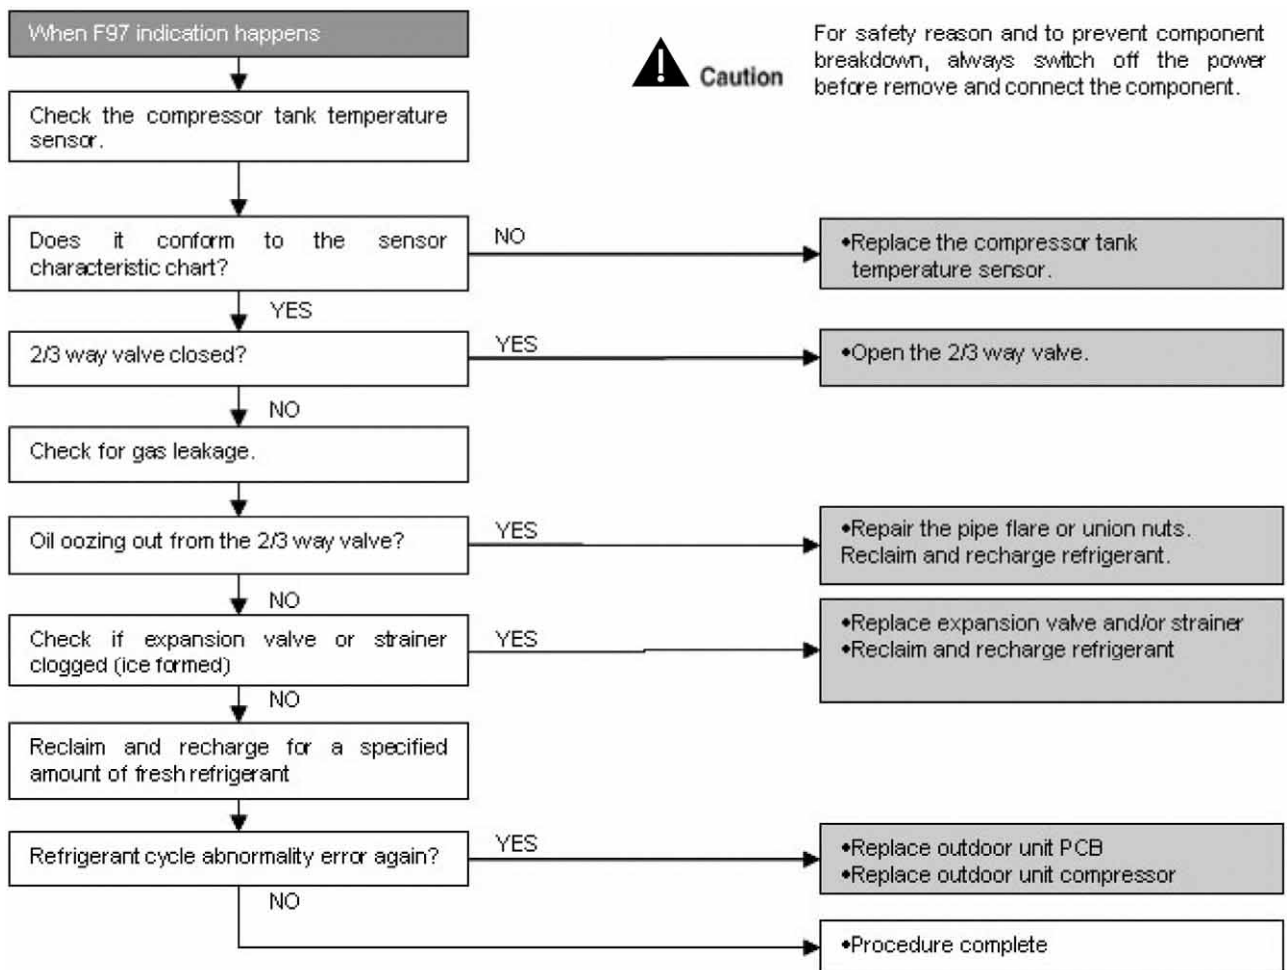 When F97 indication happens
Caution
For safety reason and to prevent component
breakdown, always switch off the power
before remove and connect the component.
Check the compressor tank temperature
sensor.
Does it conform to the sensor
characteristic chart?
NO
•Replace the compressor tank
temperature sensor.
YES
2/3 way valve closed?
YES
•Open the 2/3 way valve.
NO
Check for gas leakage.
Oil oozing out from the 2/3 way valve?
YES
•Repair the pipe flare or union nuts.
Reclaim and recharge refrigerant.
NO
Check if expansion valve or strainer
clogged (ice formed)
YES
•Replace expansion valve and/or strainer
•Reclaim and recharge refrigerant
NO
Reclaim and recharge for a specified
amount of fresh refrigerant
Refrigerant cycle abnormality error again?
YES
•Replace outdoor unit PCB
•Replace outdoor unit compressor
NO
•Procedure complete